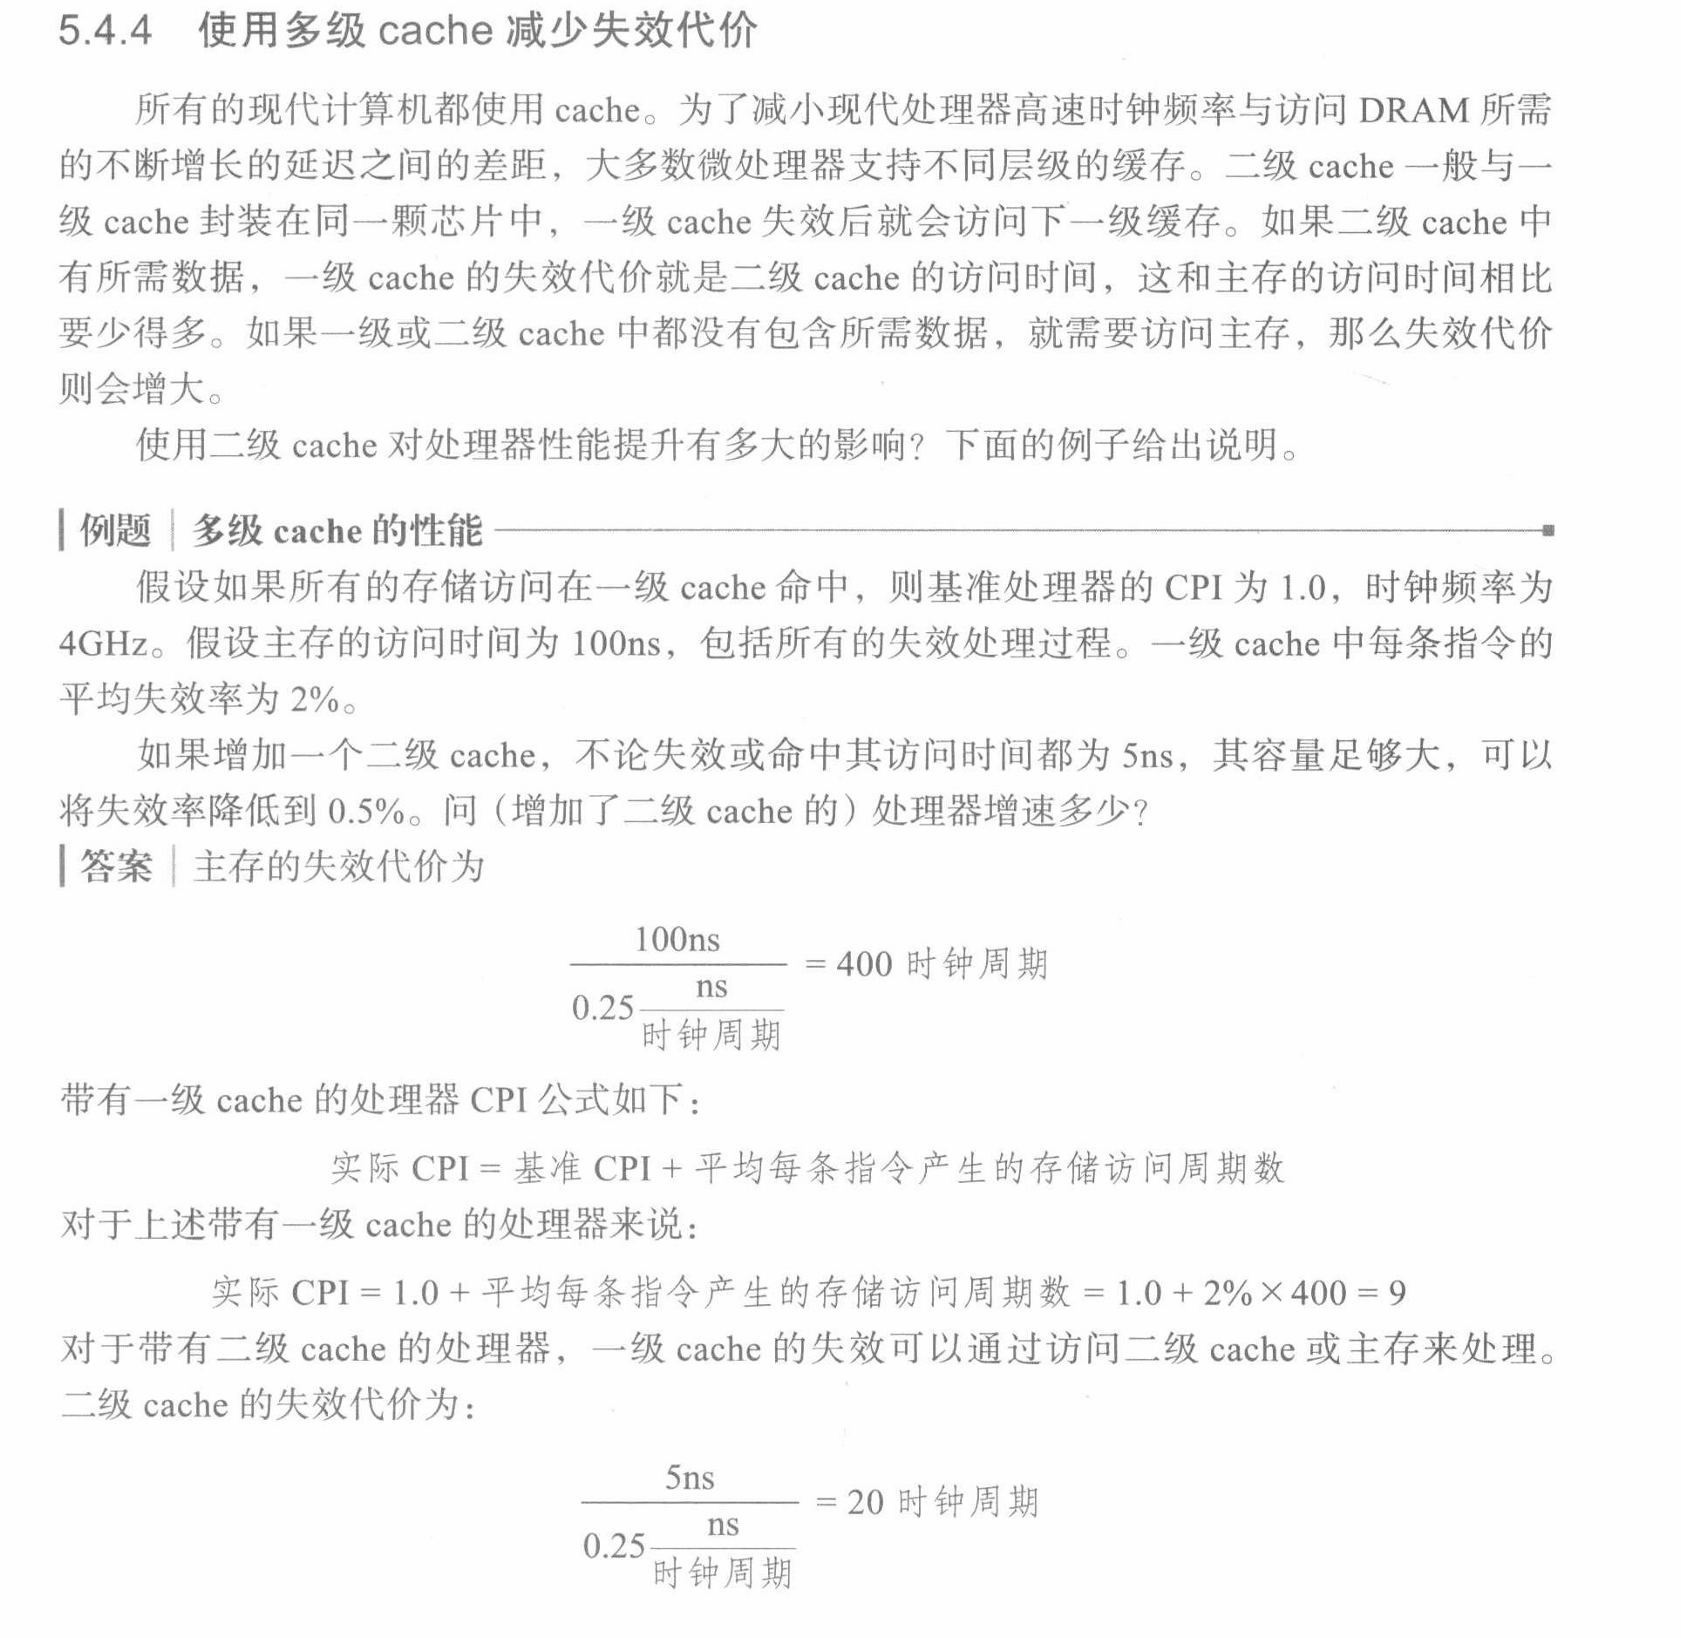 5.4.4 使用多级 cache 减少失效代价
所有的现代计算机都使用 cache。为了减小现代处理器高速时钟频率与访问 DRAM 所需
的不断增长的延迟之间的差距，大多数微处理器支持不同层级的缓存。二级 cache 一般与一
级 cache 封装在同一颗芯片中，一级 cache 失效后就会访问下一级缓存。如果二级 cache 中
有所需数据，一级 cache 的失效代价就是二级 cache 的访问时间，这和主存的访问时间相比
要少得多。如果一级或二级 cache 中都没有包含所需数据，就需要访问主存，那么失效代价
则会增大。
使用二级 cache 对处理器性能提升有多大的影响？下面的例子给出说明。
例题 多级 cache 的性能
假设如果所有的存储访问在一级 cache 命中，则基准处理器的 CPI 为 1.0，时钟频率为
4GHz。假设主存的访问时间为 100ns，包括所有的失效处理过程。一级 cache 中每条指令的
平均失效率为 2%。
如果增加一个二级 cache，不论失效或命中其访问时间都为 5ns，其容量足够大，可以
将失效率降低到 0.5%。问（增加了二级 cache 的）处理器增速多少？
答案 主存的失效代价为
100ns
= 400 时钟周期
0.25 ns
时钟周期
带有一级 cache 的处理器 CPI 公式如下：
实际 CPI = 基准 CPI + 平均每条指令产生的存储访问周期数
对于上述带有一级 cache 的处理器来说：
实际 CPI = 1.0 + 平均每条指令产生的存储访问周期数 = 1.0 + 2% × 400 = 9
对于带有二级 cache 的处理器，一级 cache 的失效可以通过访问二级 cache 或主存来处理。
二级 cache 的失效代价为：
5ns
= 20 时钟周期
0.25 ns
时钟周期